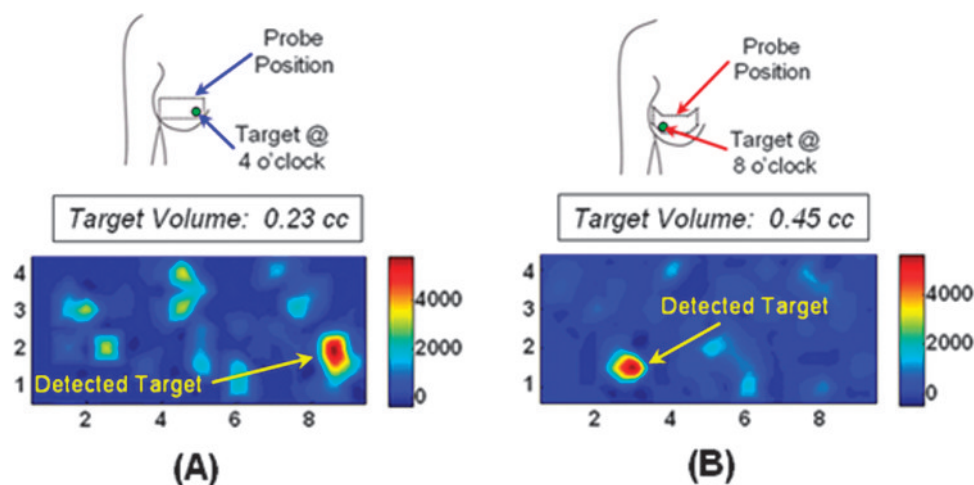 Probe
Position
Target @
4 o'clock
Target Volume: 0.23 cc
4
3
2
1
2 4 6 8
4000
2000
0
Detected Target
(A)
Probe
Position
Target @
8 o'clock
Target Volume: 0.45 cc
4
3
2
1
2 4 6 8
4000
2000
0
Detected Target
(B)